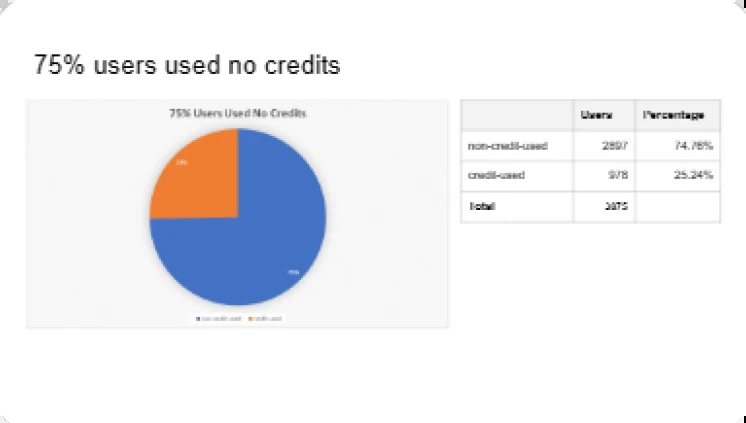 75% users used no credits
75% Users Used No Credits
Users Percentage
non-credit-used 2897 74.76%
credit-used 978 25.24%
Total 3875
25%
75%
non-credit-used credit-used